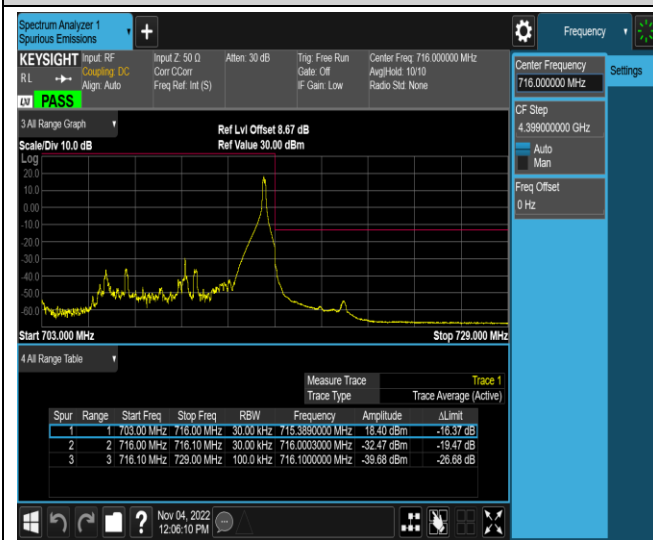 Spectrum Analyzer 1
Spurious Emissions
+
Frequency
KEYSIGHT Input: RF Input Z: 50 Ω Atten: 30 dB Trig: Free Run Center Freq: 716.000000 MHz
RL Coupling: DC Corr CCorr Gate: Off Avg|Hold: 10/10
Align: Auto Freq Ref: Int (S) IF Gain: Low Radio Std: None
LXI PASS
Center Frequency
716.000000 MHz
Settings
CF Step
4.399000000 GHz
Auto
Man
Freq Offset
0 Hz
3 All Range Graph
Ref Lvl Offset 8.67 dB
Scale/Div 10.0 dB Ref Value 30.00 dBm
Log
20.0
10.0
0.00
-10.0
-20.0
-30.0
-40.0
-50.0
-60.0
Start 703.000 MHz Stop 729.000 MHz
4 All Range Table
Measure Trace Trace 1
Trace Type Trace Average (Active)
Spur Range Start Freq Stop Freq RBW Frequency Amplitude ΔLimit
1 1 703.00 MHz 716.00 MHz 30.00 kHz 715.3890000 MHz 18.40 dBm -16.37 dB
2 2 716.00 MHz 716.10 MHz 30.00 kHz 716.0003000 MHz -32.47 dBm -19.47 dB
3 3 716.10 MHz 729.00 MHz 100.0 kHz 716.1000000 MHz -39.68 dBm -26.68 dB
? Nov 04, 2022
12:06:10 PM